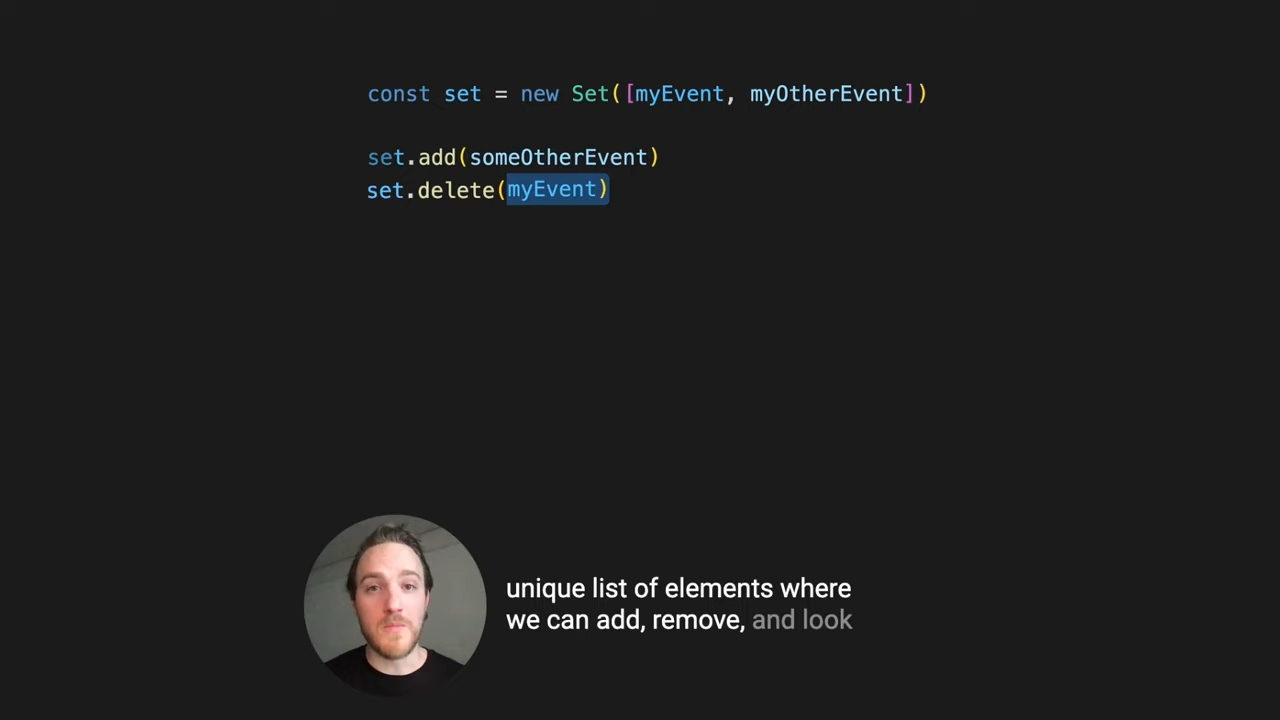 const set = new Set([myEvent, myOtherEvent])
set.add(someOtherEvent)
set.delete(myEvent)
unique list of elements where
we can add, remove, and look